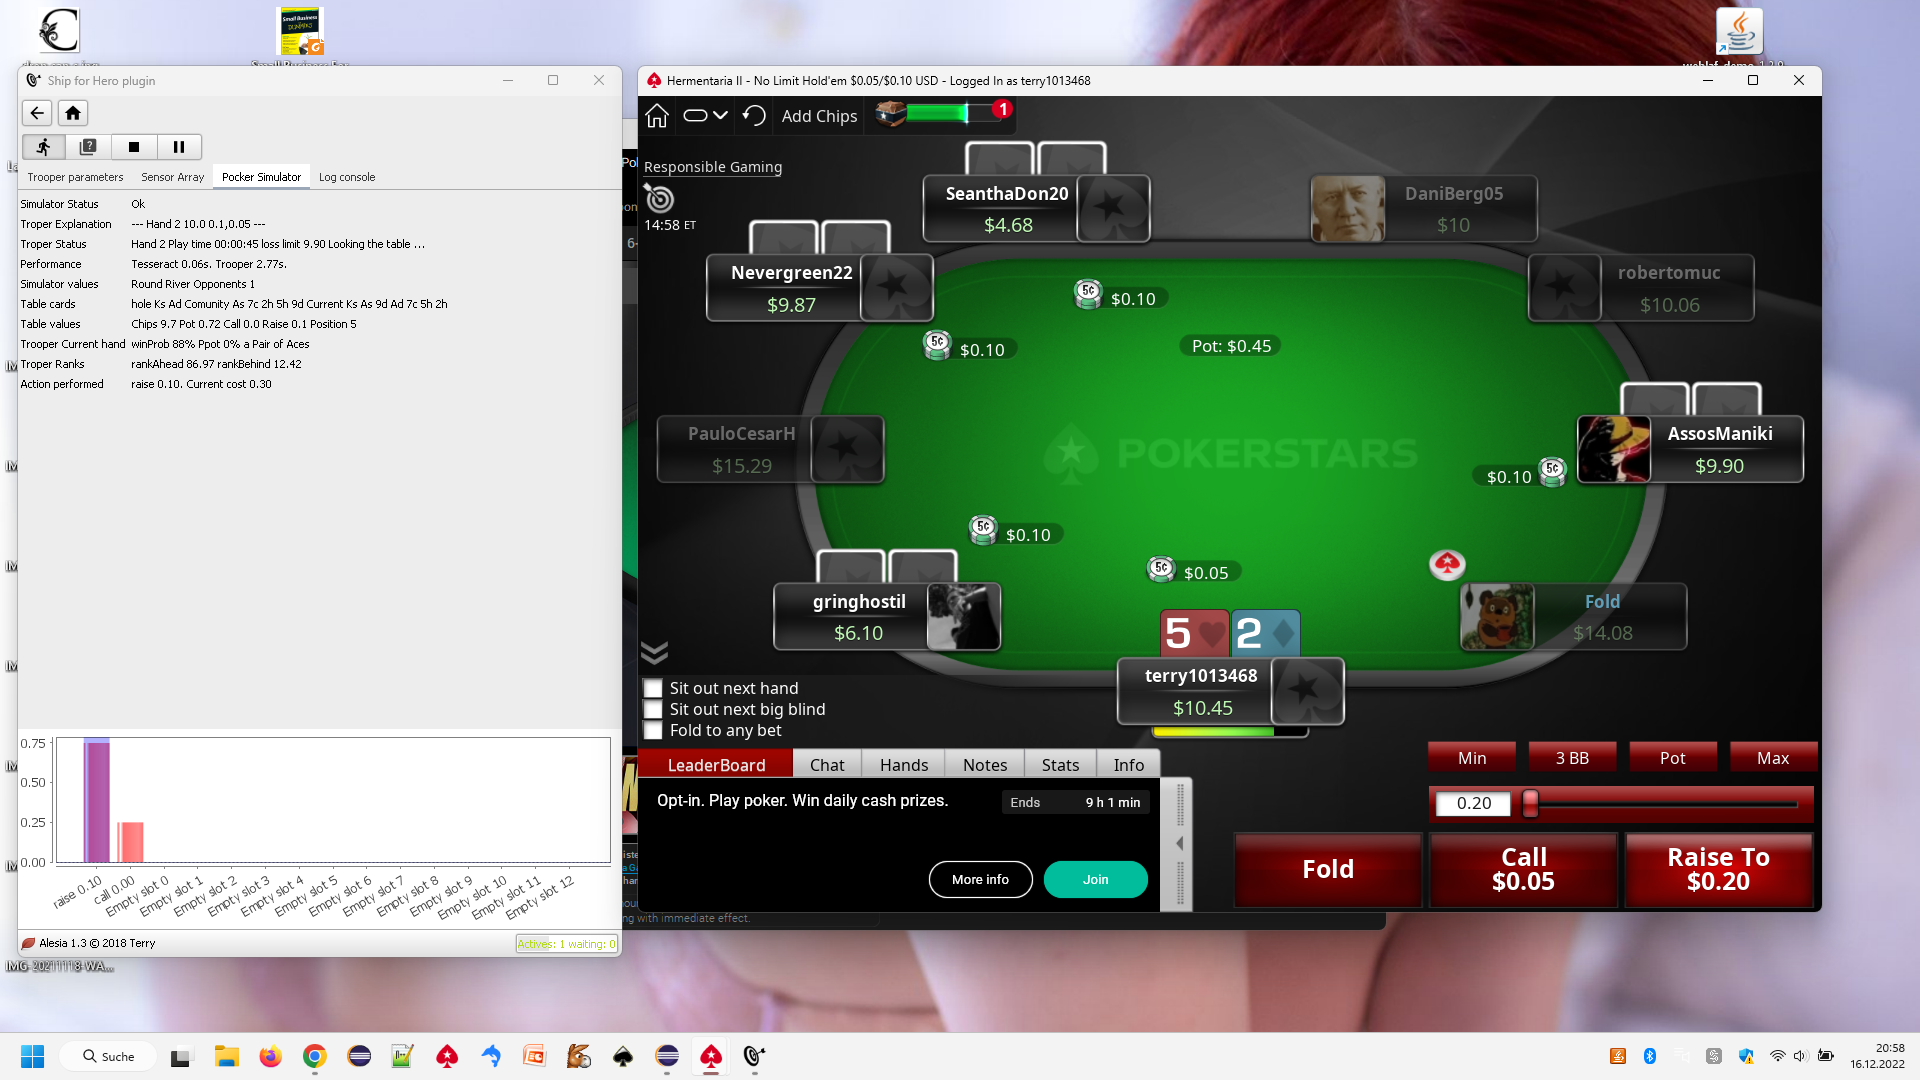 Ship for Hero plugin
Trooper parameters
Sensor Array
Pocker Simulator
Log console
Simulator Status Ok
Troper Explanation --- Hand 2 10.0 0.1,0.05 ---
Troper Status Hand 2 Play time 00:00:45 loss limit 9.90 Looking the table ...
Performance Tesseract 0.06s. Trooper 2.77s.
Simulator values Round River Opponents 1
Table cards hole Ks Ad Comunity As 7c 2h 5h 9d Current Ks As 9d Ad 7c 5h 2h
Table values Chips 9.7 Pot 0.72 Call 0.0 Raise 0.1 Position 5
Trooper Current hand winProb 88% Ppot 0% a Pair of Aces
Troper Ranks rankAhead 86.97 rankBehind 12.42
Action performed raise 0.10. Current cost 0.30
0.75
0.50
0.25
0.00
raise 0.10
call 0.00
Empty slot 0
Empty slot 1
Empty slot 2
Empty slot 3
Empty slot 4
Empty slot 5
Empty slot 6
Empty slot 7
Empty slot 8
Empty slot 9
Empty slot 10
Empty slot 11
Empty slot 12
Alesia 1.3 © 2018 Terry
Actives: 1 waiting: 0
Hermentaria II - No Limit Hold'em $0.05/$0.10 USD - Logged In as terry1013468
Add Chips
1
Responsible Gaming
14:58 ET
SeanthaDon20
$4.68
DaniBerg05
$10
Nevergreen22
$9.87
robertomuc
$10.06
5¢ $0.10
5¢ $0.10
Pot: $0.45
PauloCesarH
$15.29
POKERSTARS
AssosManiki
$9.90
$0.10 5¢
5¢ $0.10
5¢ $0.05
gringhostil
$6.10
Fold
$14.08
5 2
terry1013468
$10.45
Sit out next hand
Sit out next big blind
Fold to any bet
LeaderBoard
Chat
Hands
Notes
Stats
Info
Opt-in. Play poker. Win daily cash prizes.
Ends 9 h 1 min
More info
Join
Min
3 BB
Pot
Max
0.20
Fold
Call
$0.05
Raise To
$0.20
ng with immediate effect.
Small Business
DUMMIES
Suche
20:58
16.12.2022